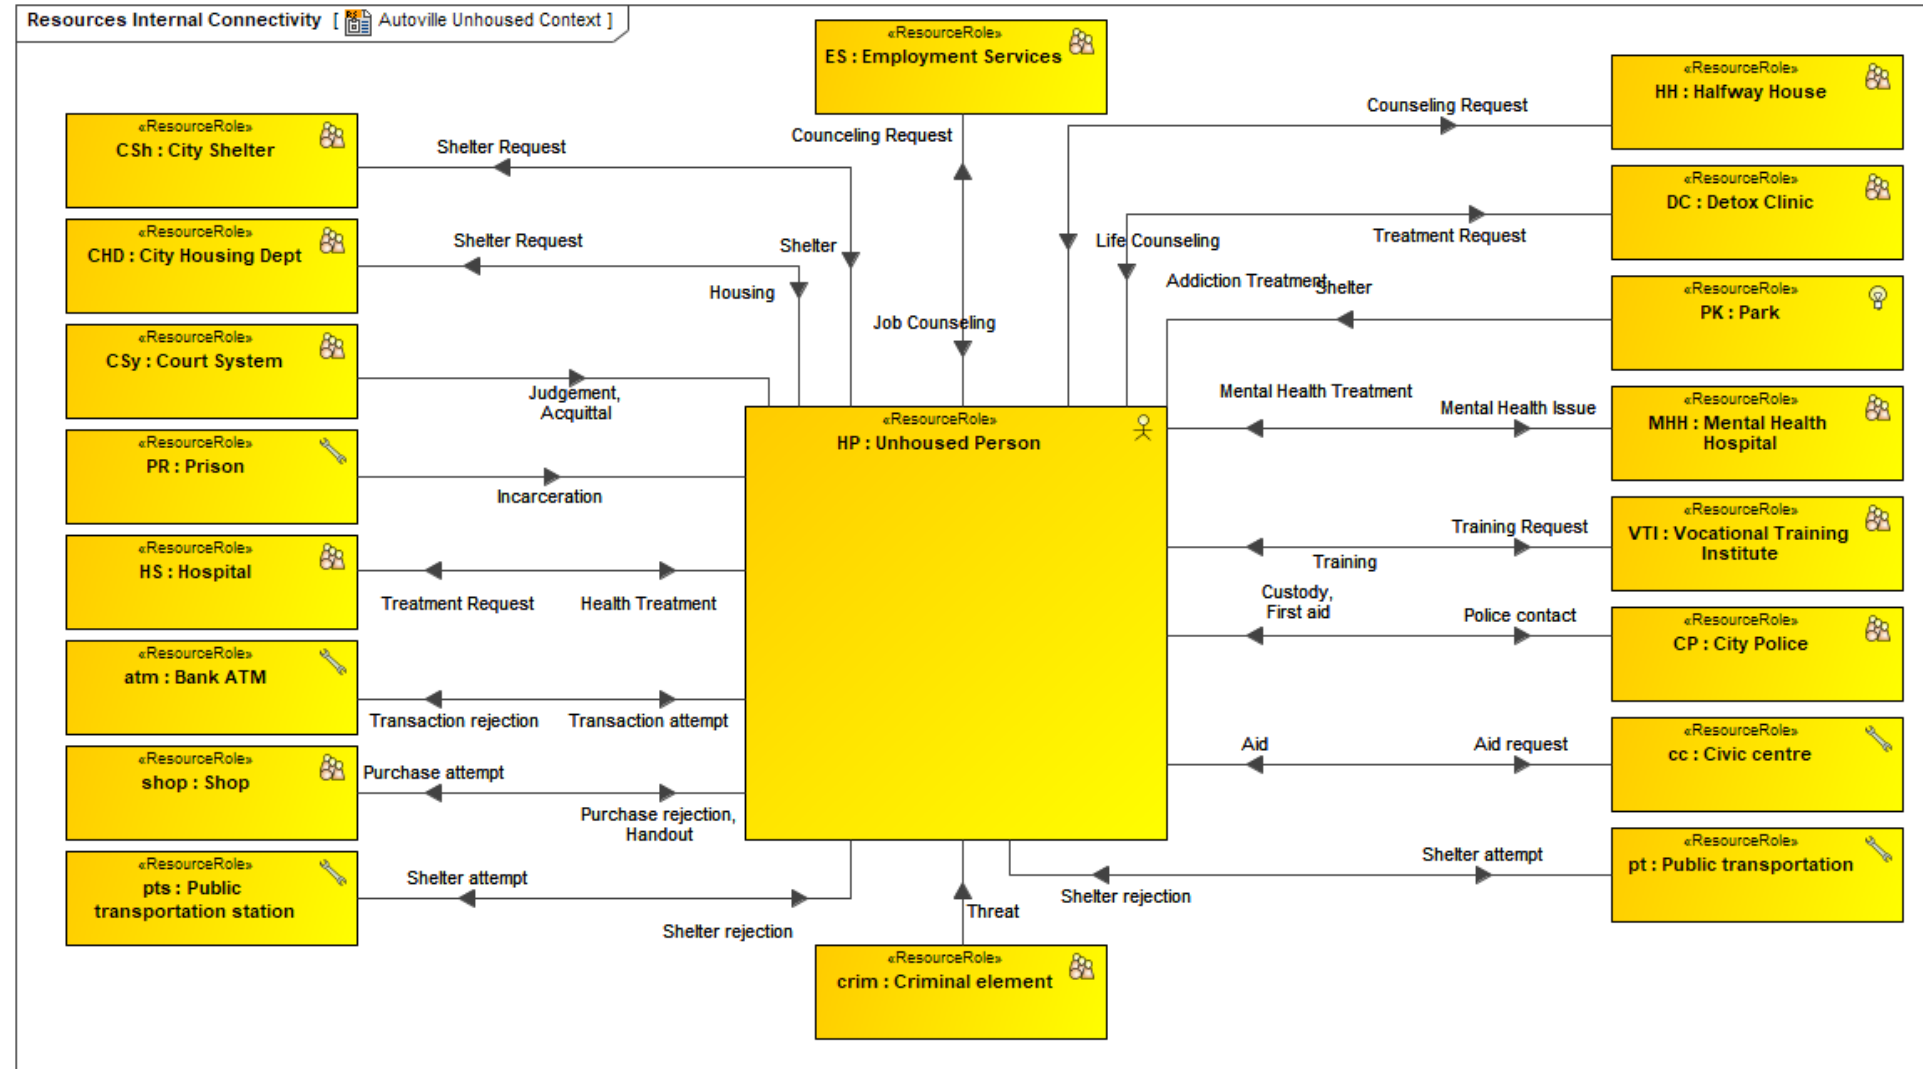 Resources Internal Connectivity [ Autoville Unhoused Context ]
«ResourceRole»
ES : Employment Services
Counceling Request
Job Counseling
«ResourceRole»
CSh : City Shelter
Shelter Request
Shelter
«ResourceRole»
CHD : City Housing Dept
Shelter Request
Housing
«ResourceRole»
CSy : Court System
Judgement,
Acquittal
«ResourceRole»
PR : Prison
Incarceration
«ResourceRole»
HS : Hospital
Treatment Request
Health Treatment
«ResourceRole»
atm : Bank ATM
Transaction rejection
Transaction attempt
«ResourceRole»
shop : Shop
Purchase attempt
Purchase rejection,
Handout
«ResourceRole»
pts : Public
transportation station
Shelter attempt
Shelter rejection
«ResourceRole»
HP : Unhoused Person
«ResourceRole»
crim : Criminal element
Threat
«ResourceRole»
HH : Halfway House
Counseling Request
Life Counseling
«ResourceRole»
DC : Detox Clinic
Treatment Request
Addiction Treatment
«ResourceRole»
PK : Park
Shelter
«ResourceRole»
MHH : Mental Health
Hospital
Mental Health Treatment
Mental Health Issue
«ResourceRole»
VTI : Vocational Training
Institute
Training Request
Training
«ResourceRole»
CP : City Police
Custody,
First aid
Police contact
«ResourceRole»
cc : Civic centre
Aid
Aid request
«ResourceRole»
pt : Public transportation
Shelter attempt
Shelter rejection